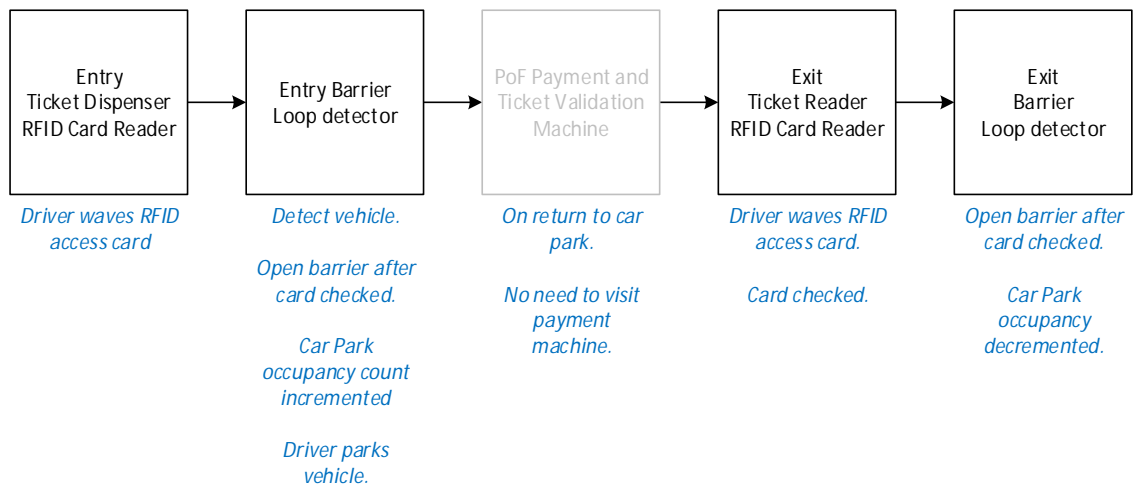 Entry
Ticket Dispenser
RFID Card Reader
Driver waves RFID
access card
Entry Barrier
Loop detector
Detect vehicle.
Open barrier after
card checked.
Car Park
occupancy count
incremented
Driver parks
vehicle.
PoF Payment and
Ticket Validation
Machine
On return to car
park.
No need to visit
payment
machine.
Exit
Ticket Reader
RFID Card Reader
Driver waves RFID
access card.
Card checked.
Exit
Barrier
Loop detector
Open barrier after
card checked.
Car Park
occupancy
decremented.